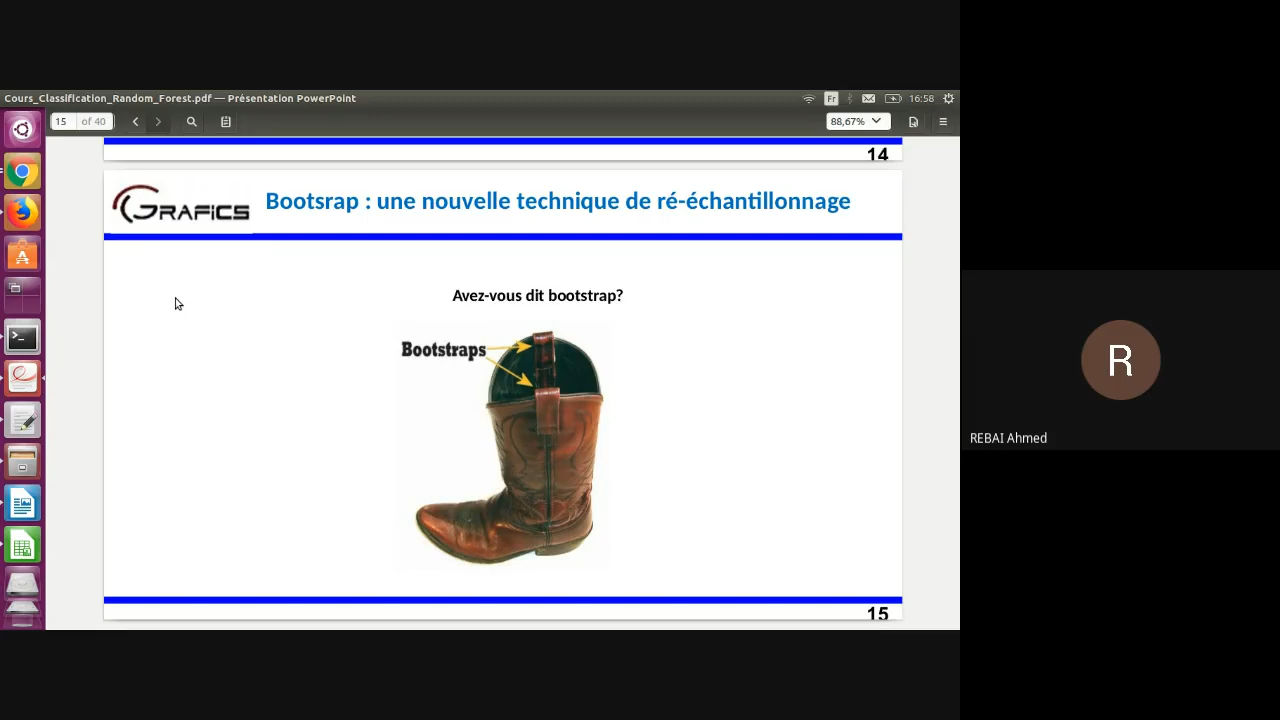 Cours_Classification_Random_Forest.pdf — Présentation PowerPoint
Fr
16:58
15 of 40
88,67%
14
GRAFICS
Bootsrap : une nouvelle technique de ré-échantillonnage
Avez-vous dit bootstrap?
Bootstraps
15
R
REBAI Ahmed